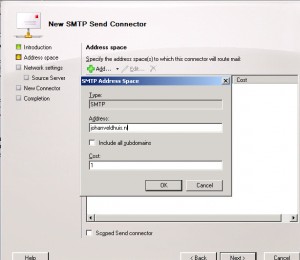 New SMTP Send Connector
Introduction
Address space
Network settings
Source Server
New Connector
Completion
Address space
Specify the address space(s) to which this connector will route mail:
Add...
Edit...
Cost
SMTP Address Space
Type:
SMTP
Address:
johanveldhuis.nl
Include all subdomains
Cost:
1
OK
Cancel
Scoped Send connector
Help
< Back
Next >
Cancel